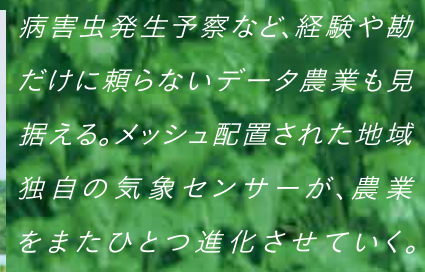 病害虫発生予察など、経験や勘
だけに頼らないデータ農業も見
据える。メッシュ配置された地域
独自の気象センサーが、農業
をまたひとつ進化させていく。